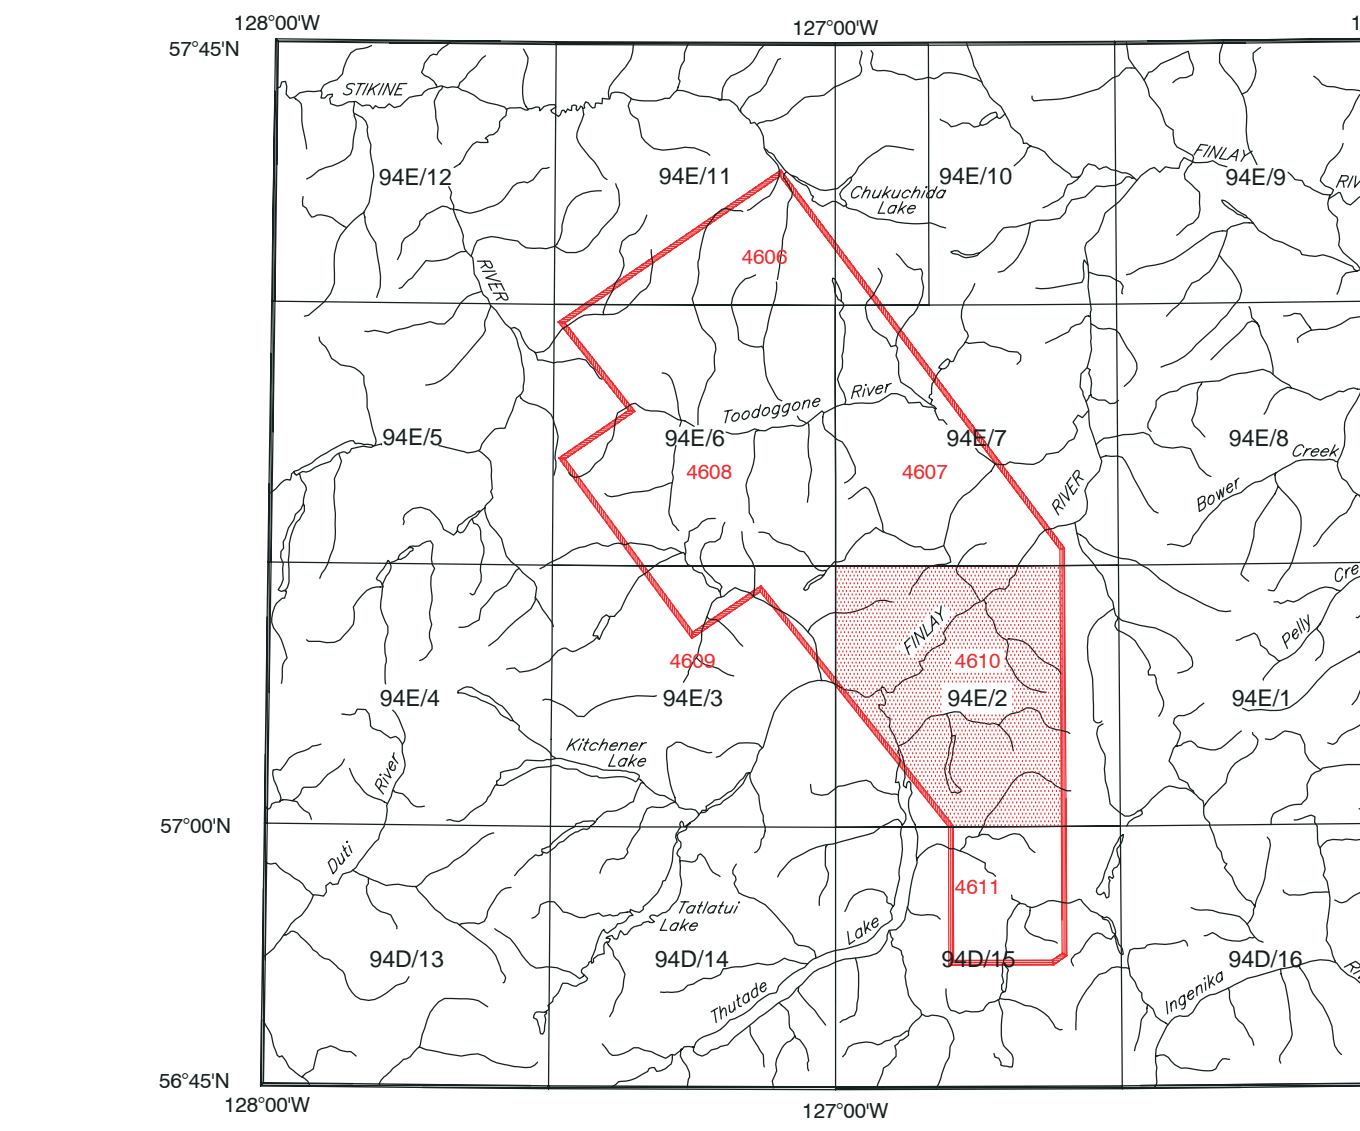 128°00'W
127°00'W
1
57°45'N
STIKINE
FINLAY
94E/12
94E/11
94E/10
94E/9
RIV
Chukuchida
Lake
4606
RIVER
River
Toodoggone
94E/5
94E/6
94E/7
94E/8
Creek
4608
4607
RIVER
Bower
Cre
FINLAY
Pelly
4609
4610
94E/4
94E/3
94E/2
94E/1
Kitchener
Lake
River
57°00'N
Duti
4611
Tatlatui
Lake
Lake
94D/13
94D/14
94D/15
94D/16
Ingenika
Ri
Thutade
56°45'N
128°00'W
127°00'W